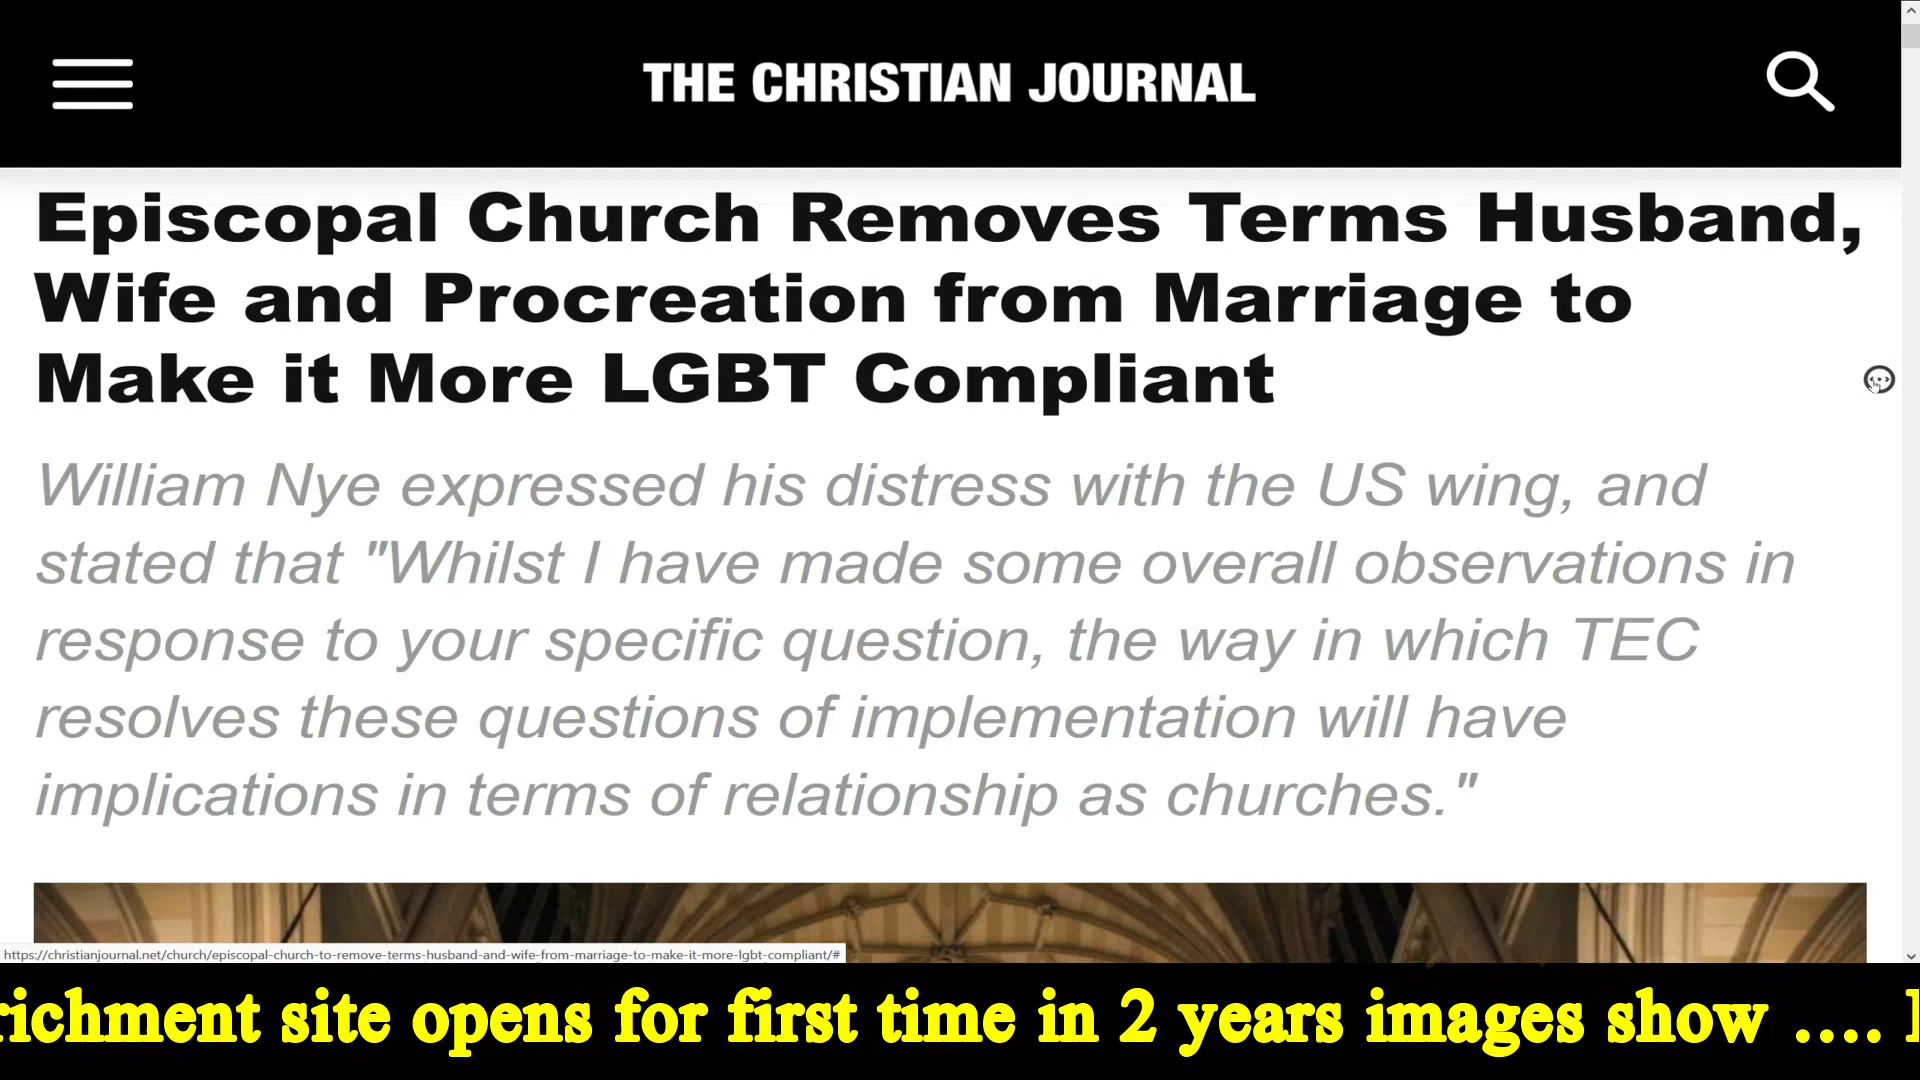 THE CHRISTIAN JOURNAL
Episcopal Church Removes Terms Husband,
Wife and Procreation from Marriage to
Make it More LGBT Compliant
William Nye expressed his distress with the US wing, and
stated that "Whilst I have made some overall observations in
response to your specific question, the way in which TEC
resolves these questions of implementation will have
implications in terms of relationship as churches."
https://christianjournal.net/church/episcopal-church-to-remove-terms-husband-and-wife-from-marriage-to-make-it-more-lgbt-compliant/#
richment site opens for first time in 2 years images show ....